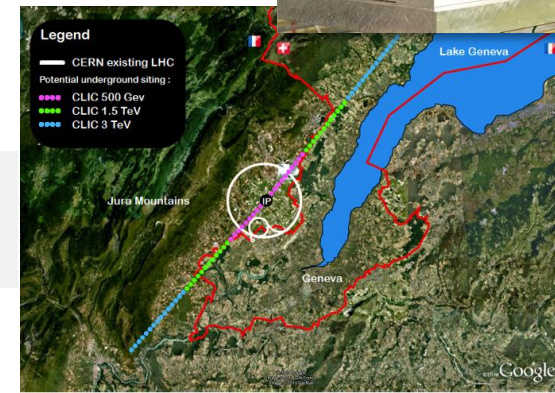 Legend
CERN existing LHC
Potential underground siting :
CLIC 500 Gev
CLIC 1.5 TeV
CLIC 3 TeV
Lake Geneva
Jura Mountains
IP
Geneva
Google